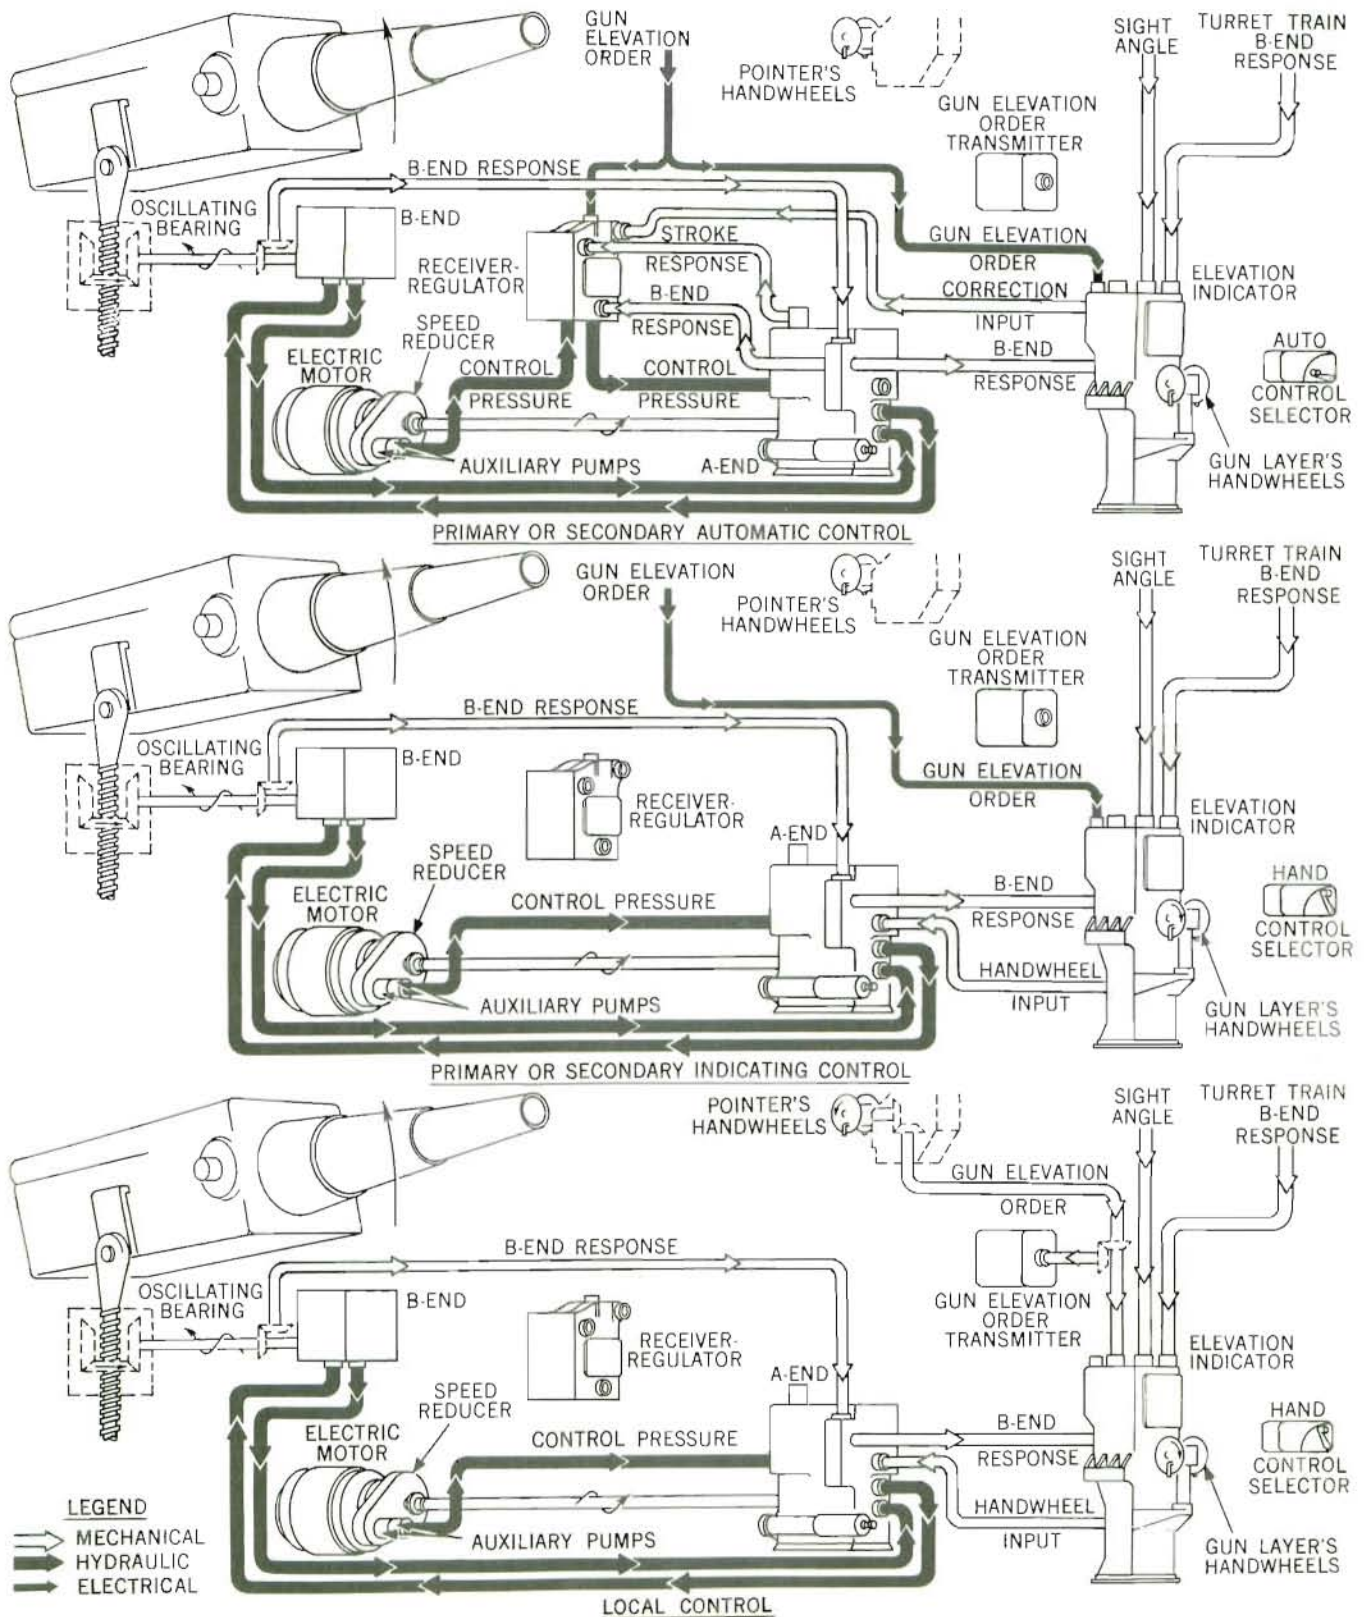 GUN
ELEVATION
ORDER
POINTER'S
HANDWHEELS
SIGHT
ANGLE
TURRET TRAIN
B-END
RESPONSE
GUN ELEVATION
ORDER
TRANSMITTER
B-END RESPONSE
OSCILLATING
BEARING
B-END
RECEIVER-
REGULATOR
STROKE
RESPONSE
B-END
RESPONSE
GUN ELEVATION
ORDER
CORRECTION
INPUT
ELEVATION
INDICATOR
SPEED
REDUCER
ELECTRIC
MOTOR
CONTROL
PRESSURE
CONTROL
PRESSURE
B-END
RESPONSE
AUTO
CONTROL
SELECTOR
AUXILIARY PUMPS
A-END
GUN LAYER'S
HANDWHEELS
PRIMARY OR SECONDARY AUTOMATIC CONTROL
GUN ELEVATION
ORDER
POINTER'S
HANDWHEELS
SIGHT
ANGLE
TURRET TRAIN
B-END
RESPONSE
GUN ELEVATION
ORDER
TRANSMITTER
B-END RESPONSE
OSCILLATING
BEARING
B-END
RECEIVER-
REGULATOR
GUN ELEVATION
ORDER
A-END
ELEVATION
INDICATOR
SPEED
REDUCER
ELECTRIC
MOTOR
CONTROL PRESSURE
B-END
RESPONSE
HAND
CONTROL
SELECTOR
HANDWHEEL
INPUT
AUXILIARY PUMPS
GUN LAYER'S
HANDWHEELS
PRIMARY OR SECONDARY INDICATING CONTROL
POINTER'S
HANDWHEELS
SIGHT
ANGLE
TURRET TRAIN
B-END
RESPONSE
GUN ELEVATION
ORDER
B-END RESPONSE
OSCILLATING
BEARING
B-END
RECEIVER-
REGULATOR
GUN ELEVATION
ORDER
TRANSMITTER
A-END
ELEVATION
INDICATOR
SPEED
REDUCER
ELECTRIC
MOTOR
CONTROL PRESSURE
B-END
RESPONSE
HAND
CONTROL
SELECTOR
HANDWHEEL
INPUT
AUXILIARY PUMPS
GUN LAYER'S
HANDWHEELS
LEGEND
MECHANICAL
HYDRAULIC
ELECTRICAL
LOCAL CONTROL